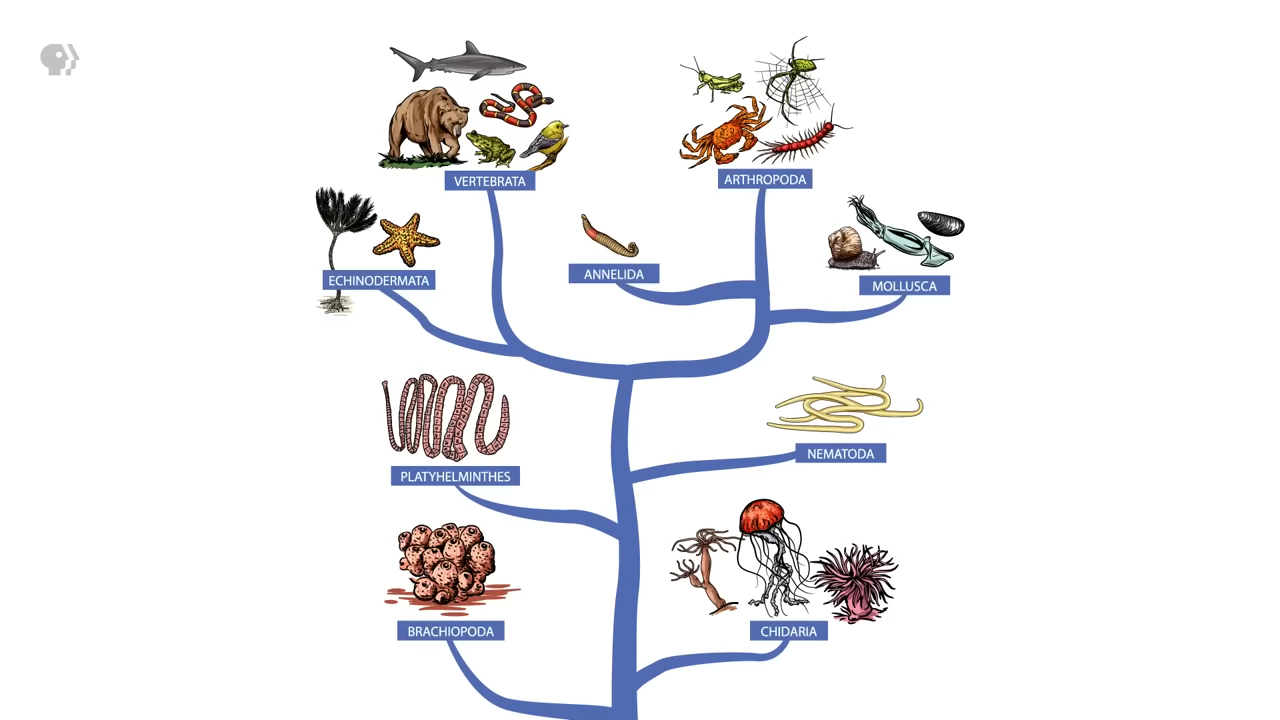 VERTEBRATA
ARTHROPODA
ECHINODERMATA
ANNELIDA
MOLLUSCA
PLATYHELMINTHES
NEMATODA
BRACHIOPODA
CHIDARIA